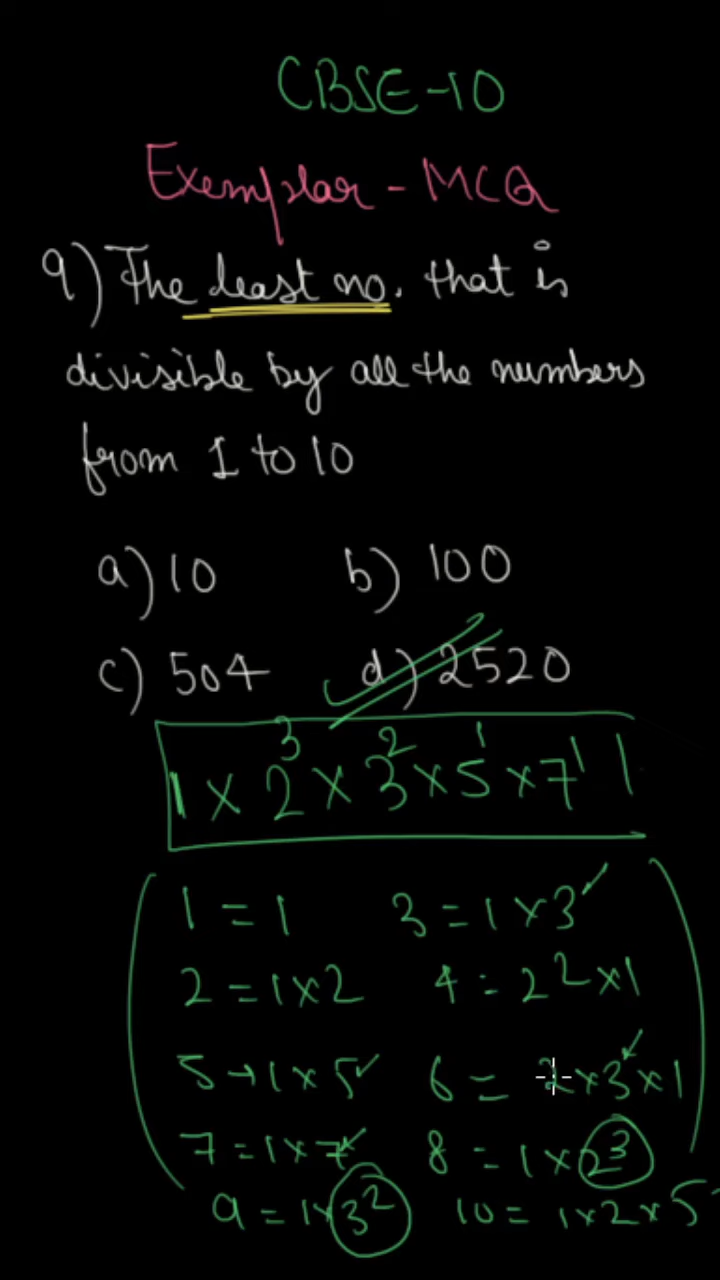 CBSE-10
Exemplar - MCQ
9) The least no. that is
divisible by all the numbers
from 1 to 10
a) 10 b) 100
c) 504 d) 2520
1 × 2³ × 3² × 5¹ × 7¹
1 = 1 3 = 1 × 3 ✓
2 = 1 × 2 4 = 2² × 1
5 → 1 × 5 ✓ 6 = 2 × 3 ✓ × 1
7 = 1 × 7 ✓ 8 = 1 × 2³
9 = 1 × 3² 10 = 1 × 2 × 5